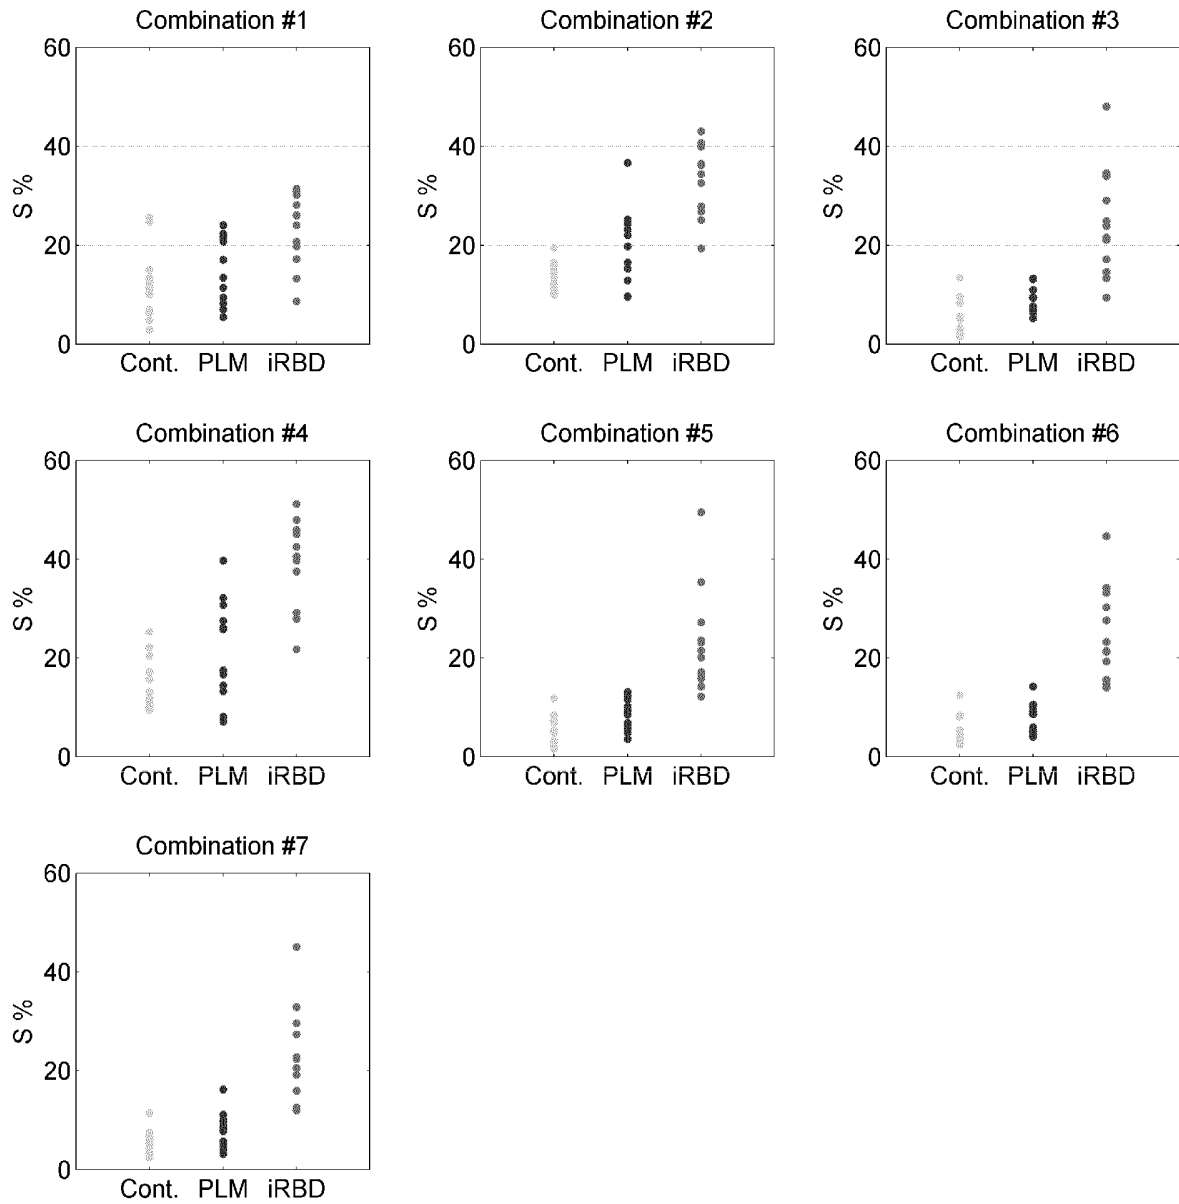 Combination #1
60
40
20
0
S %
Cont. PLM iRBD
Combination #2
60
40
20
0
S %
Cont. PLM iRBD
Combination #3
60
40
20
0
S %
Cont. PLM iRBD
Combination #4
60
40
20
0
S %
Cont. PLM iRBD
Combination #5
60
40
20
0
S %
Cont. PLM iRBD
Combination #6
60
40
20
0
S %
Cont. PLM iRBD
Combination #7
60
40
20
0
S %
Cont. PLM iRBD